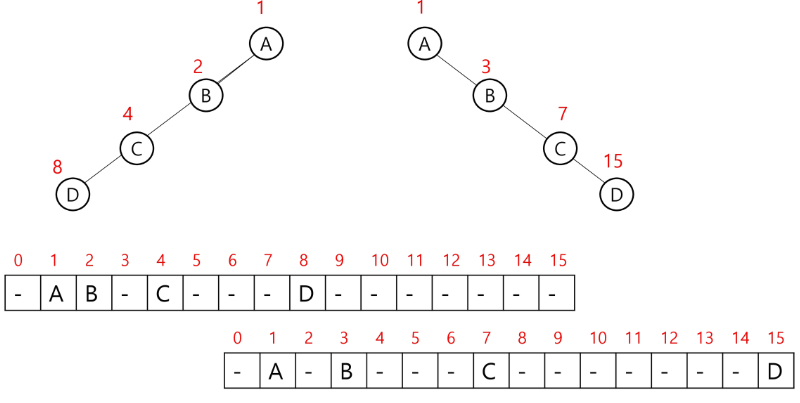 1 1
A A
2 3
B B
4 7
C C
8 15
D D
0 1 2 3 4 5 6 7 8 9 10 11 12 13 14 15
- A B - C - - - D - - - - - - -
0 1 2 3 4 5 6 7 8 9 10 11 12 13 14 15
- A - B - - - C - - - - - - - D